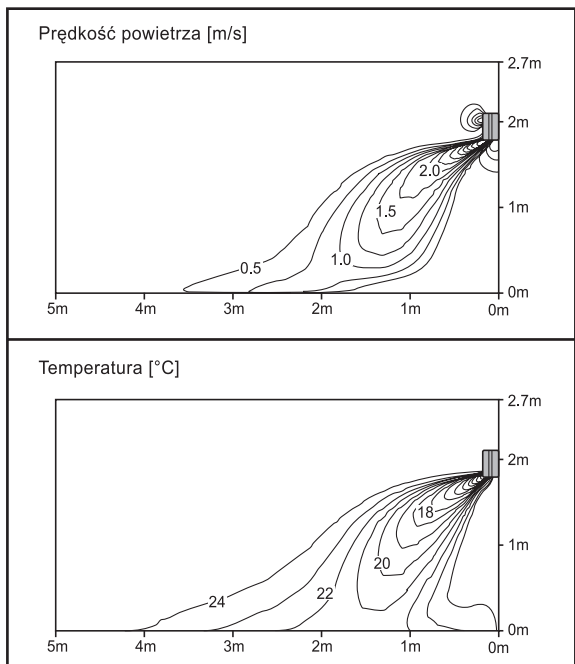 Prędkość powietrza [m/s]
2.7m
2m
2.0
1.5
1m
1.0
0.5
0m
5m 4m 3m 2m 1m 0m
Temperatura [°C]
2.7m
2m
18
1m
20
22
24
0m
5m 4m 3m 2m 1m 0m